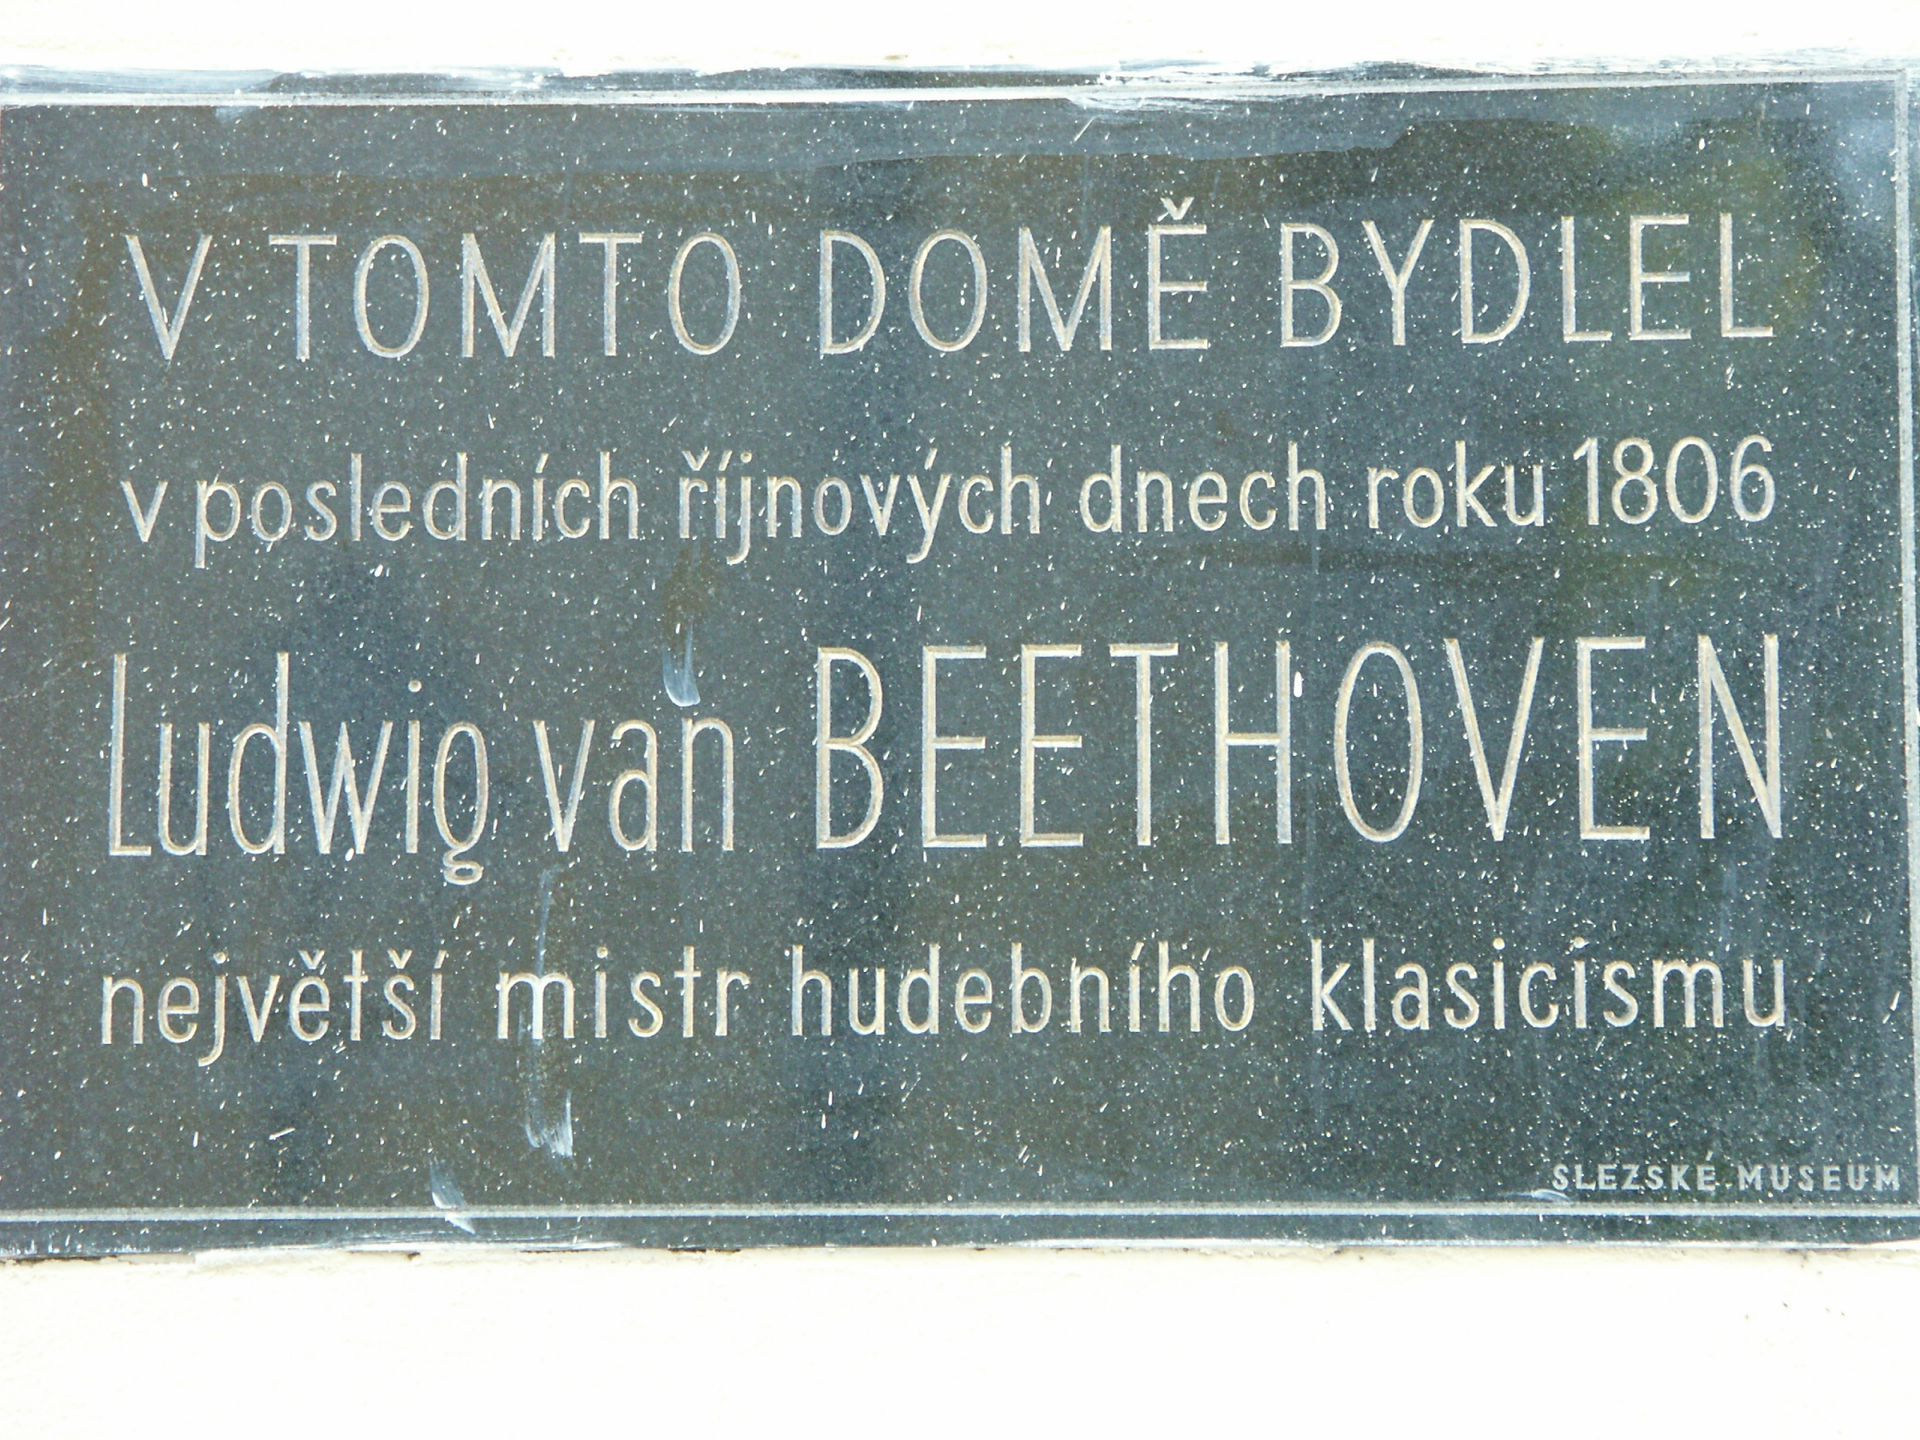 V TOMTO DOMĚ BYDLEL
v posledních říjnových dnech roku 1806
Ludwig van BEETHOVEN
největší mistr hudebního klasicismu
SLEZSKÉ MUSEUM